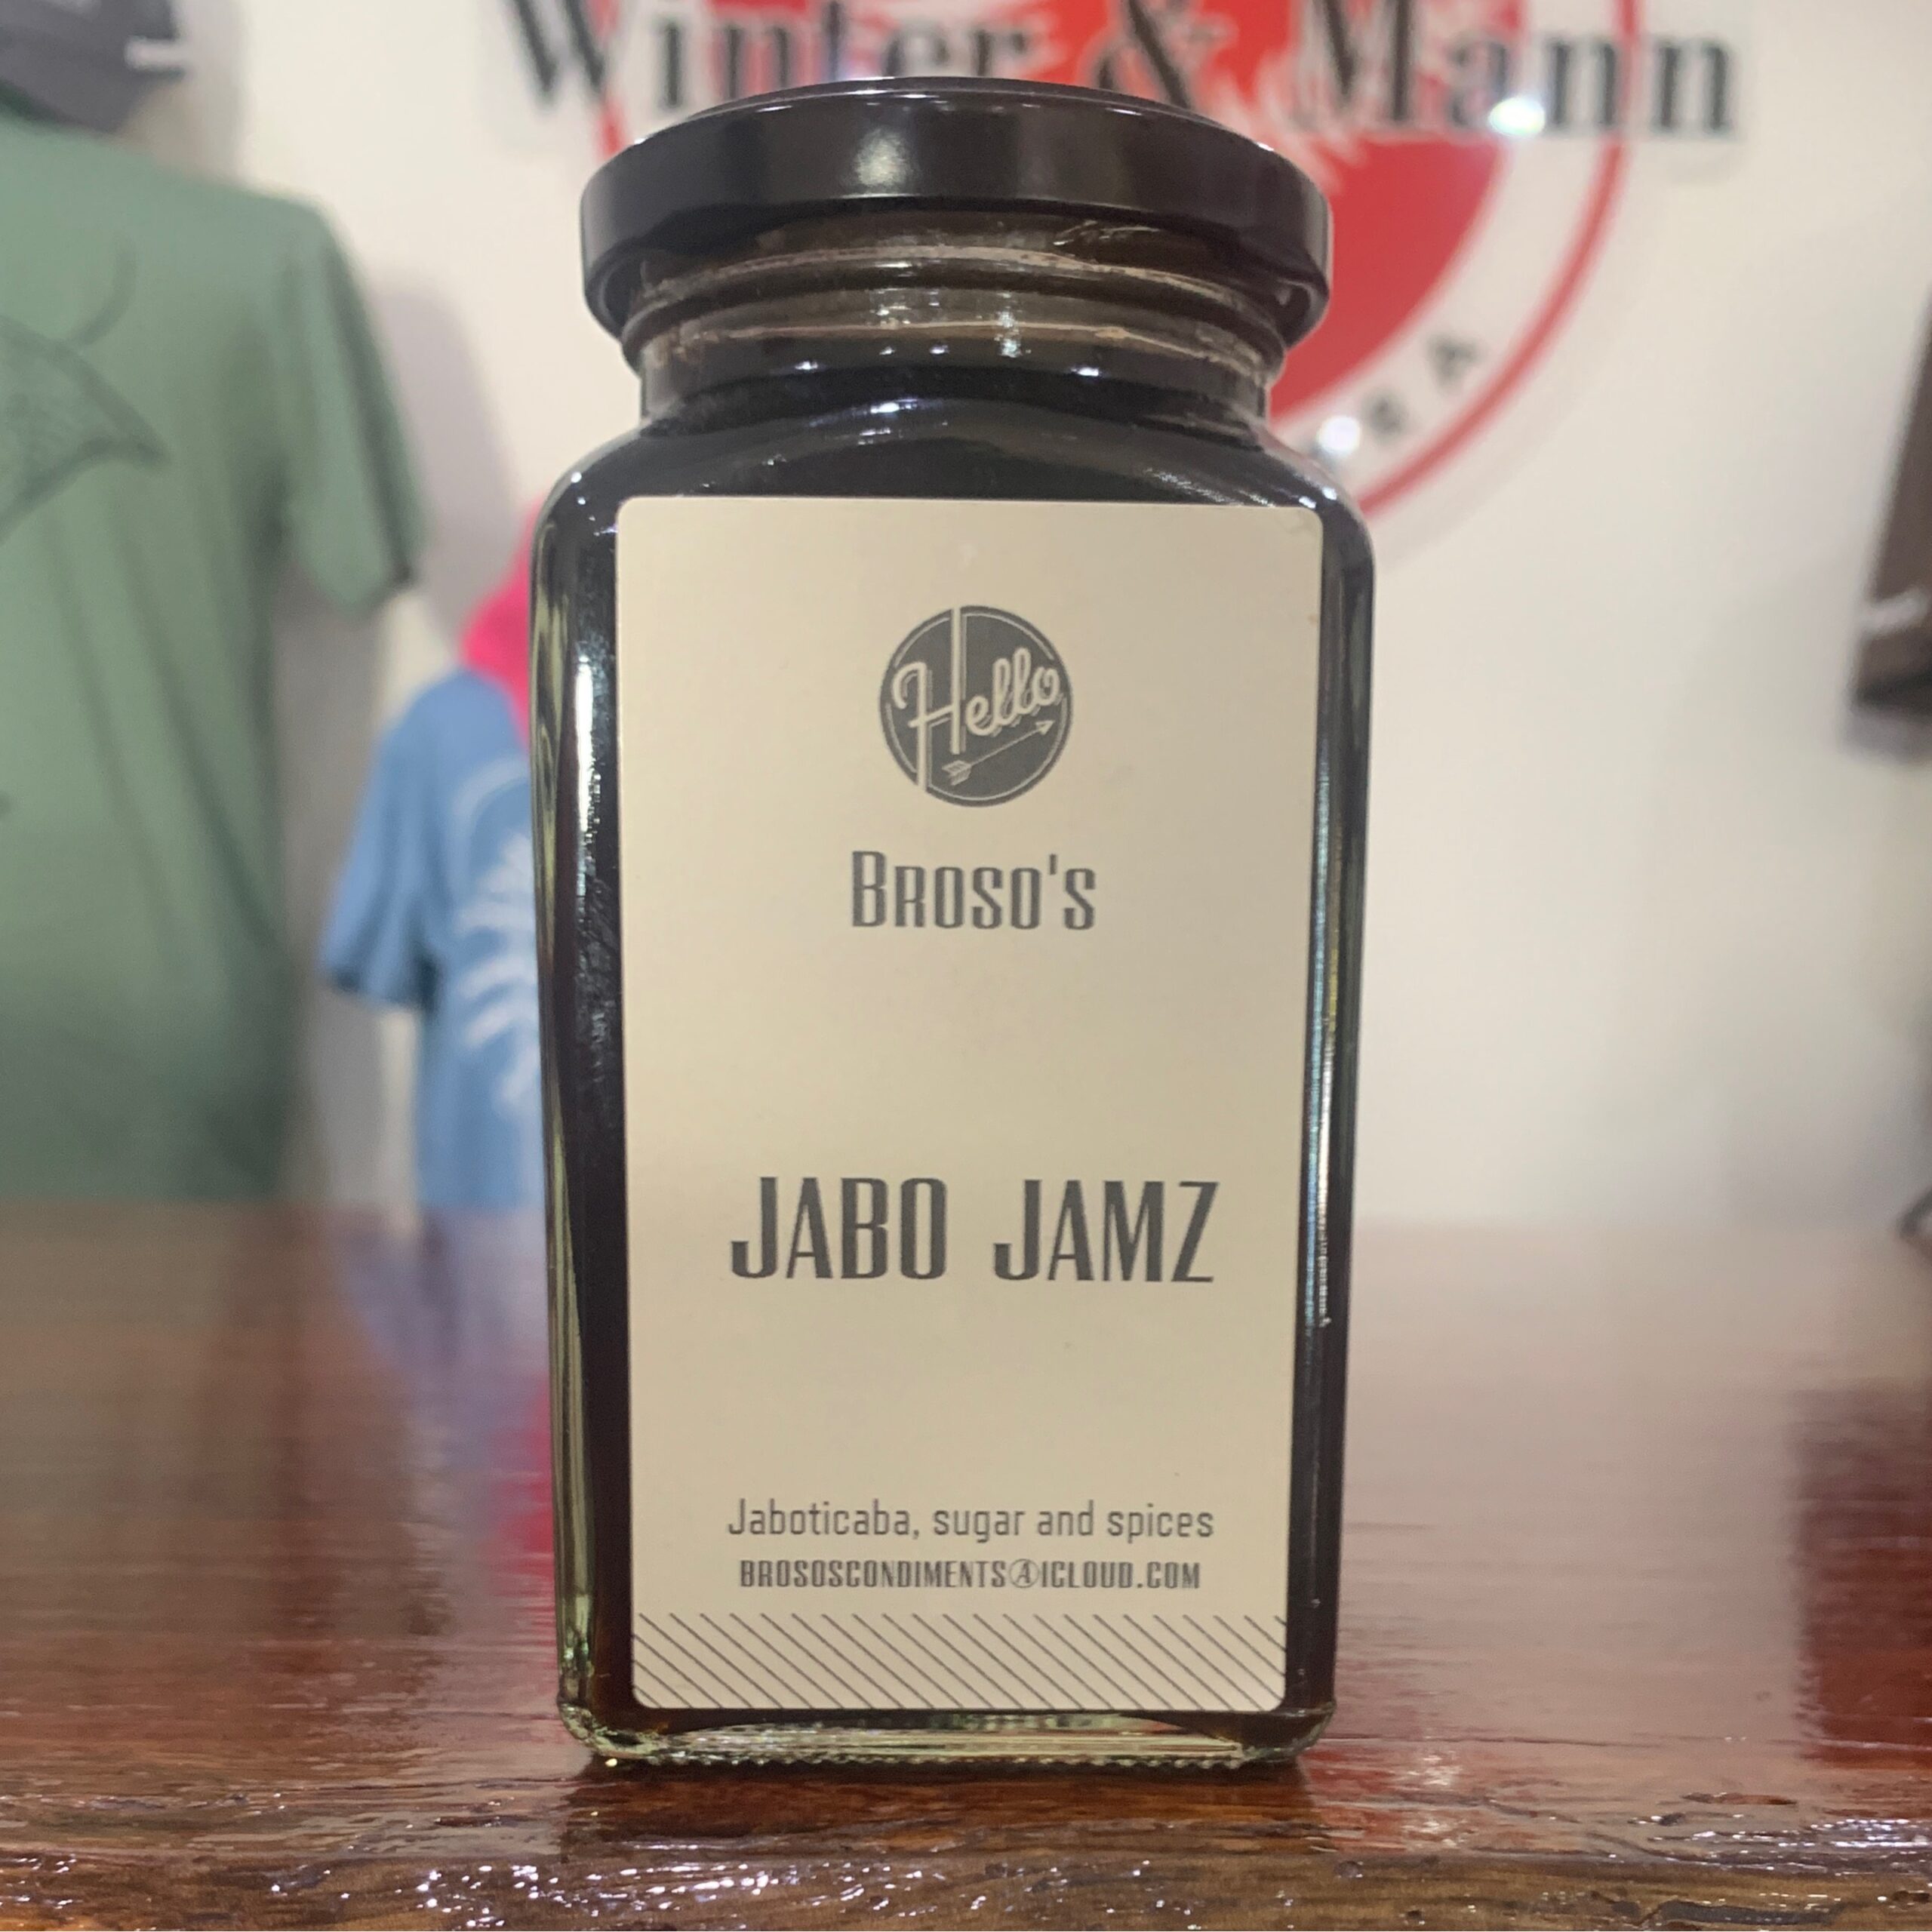 Winter & Mann
Hello
BROSO'S
JABO JAMZ
Jaboticaba, sugar and spices
BROSOSCONDIMENTS@ICLOUD.COM